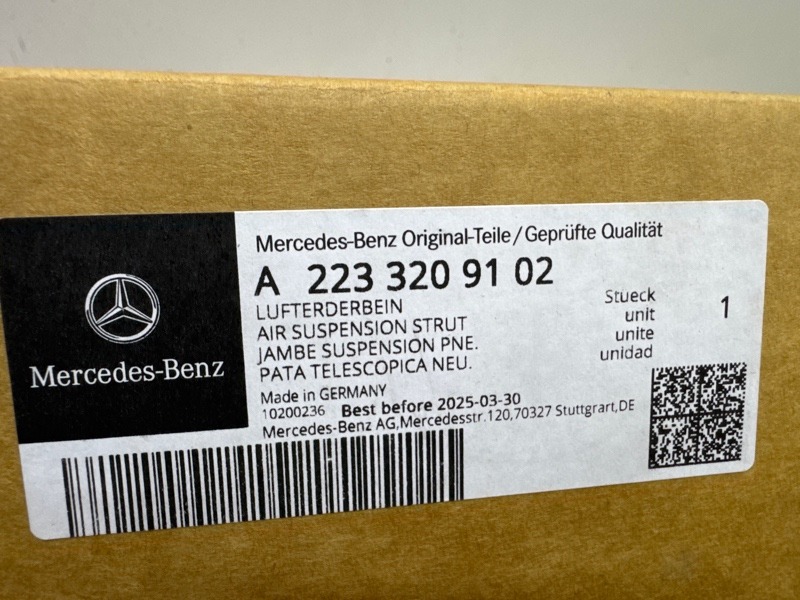 Mercedes-Benz
Mercedes-Benz Original-Teile/Geprüfte Qualität
A 223 320 91 02
LUFTERDERBEIN
AIR SUSPENSION STRUT
JAMBE SUSPENSION PNE.
PATA TELESCOPICA NEU.
Stueck
unit
unite
unidad
1
Made in GERMANY
10200236 Best before 2025-03-30
Mercedes-Benz AG,Mercedesstr.120,70327 Stuttgrart,DE